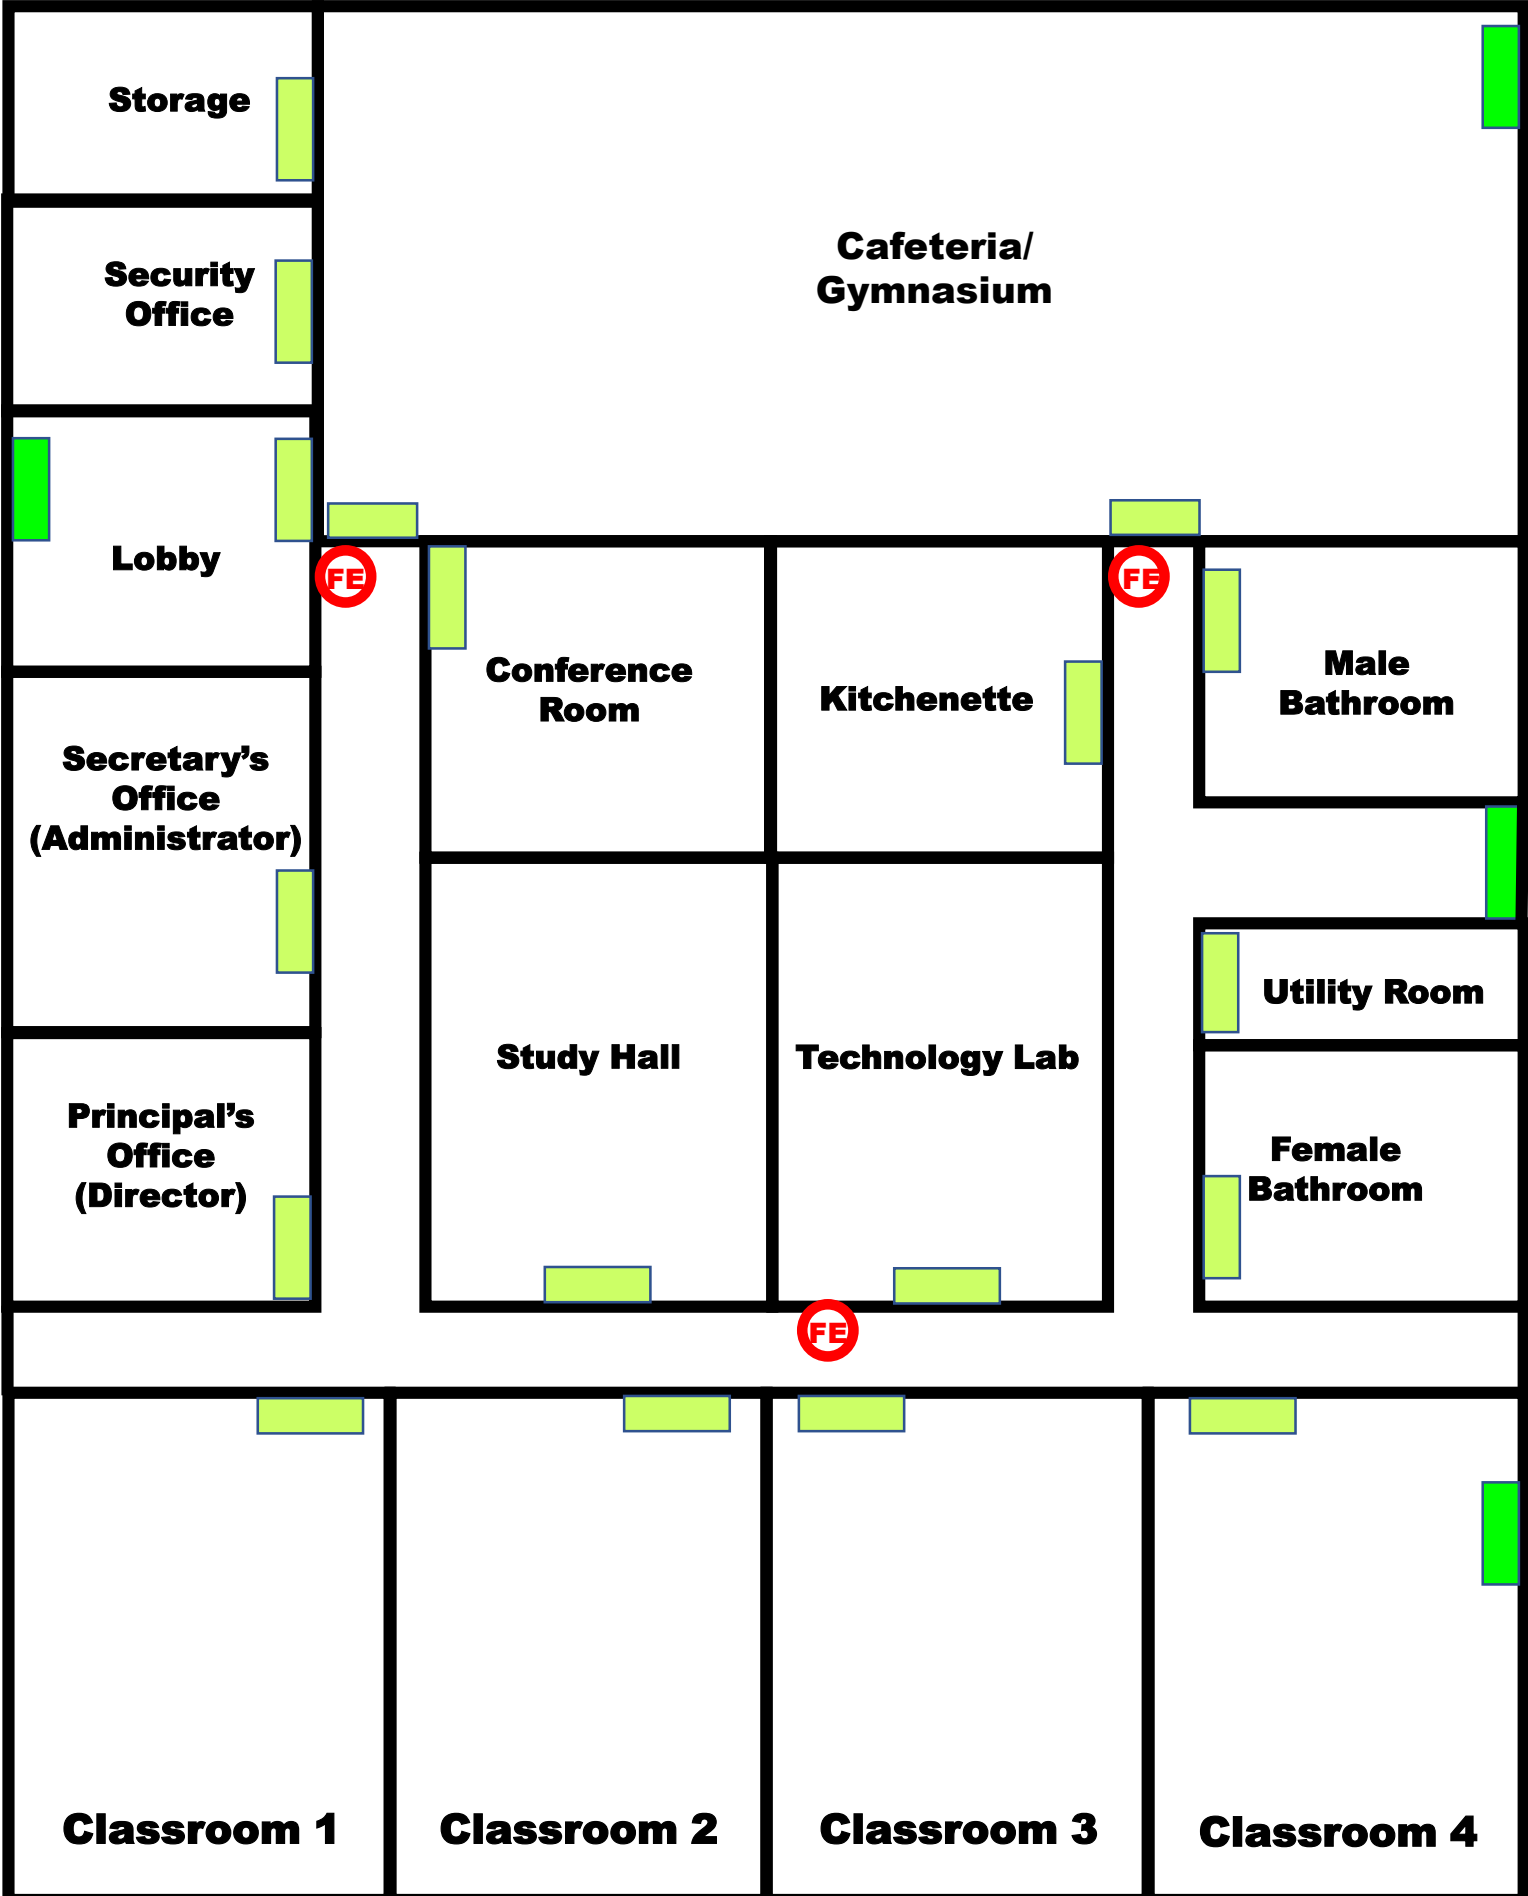 Storage
Cafeteria/
Gymnasium
Security
Office
Lobby
FE
FE
Conference
Room
Kitchenette
Male
Bathroom
Secretary’s
Office
(Administrator)
Utility Room
Study Hall
Technology Lab
Principal’s
Office
(Director)
Female
Bathroom
FE
Classroom 1
Classroom 2
Classroom 3
Classroom 4